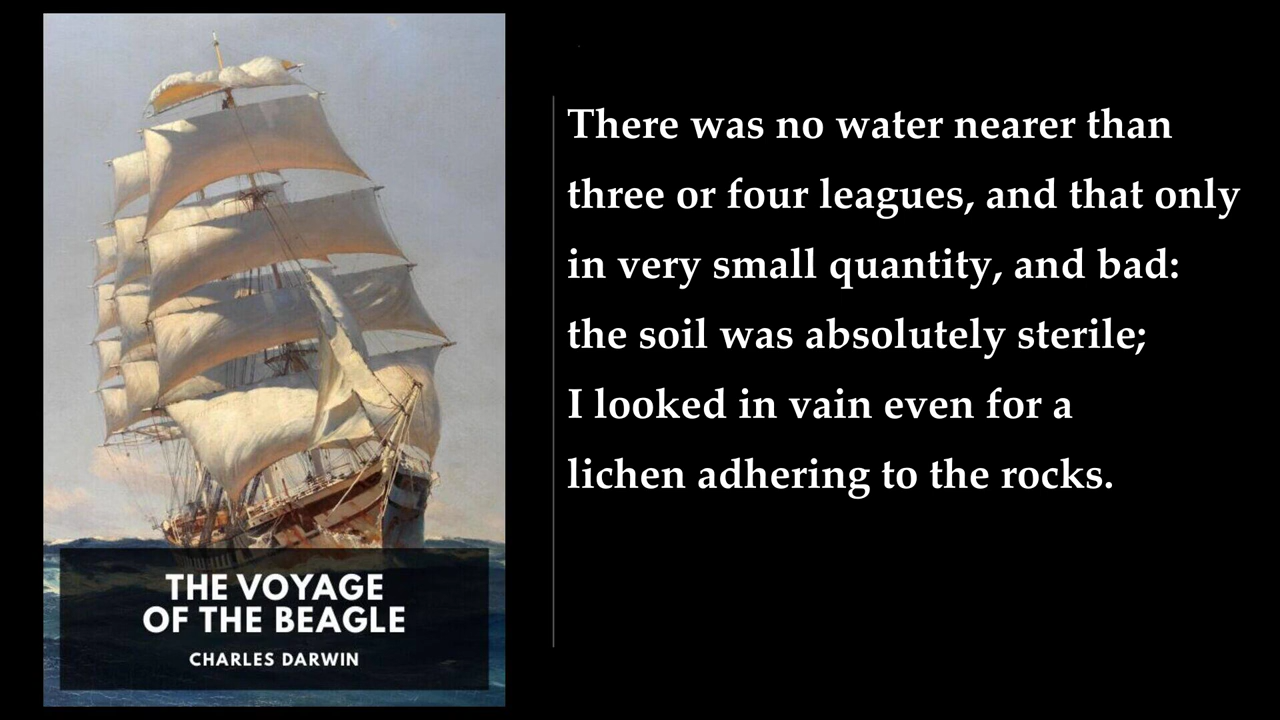 THE VOYAGE
OF THE BEAGLE
CHARLES DARWIN
There was no water nearer than
three or four leagues, and that only
in very small quantity, and bad:
the soil was absolutely sterile;
I looked in vain even for a
lichen adhering to the rocks.